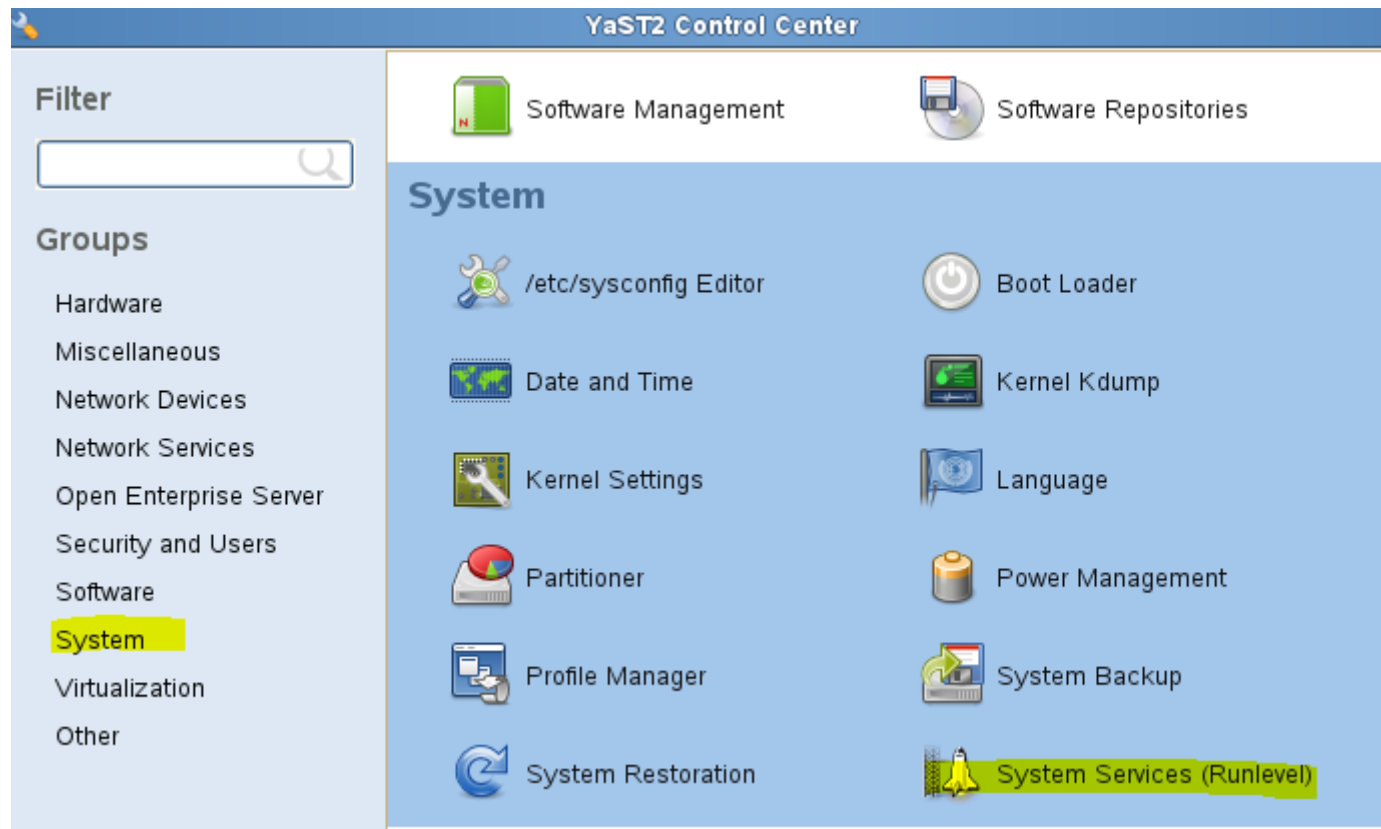 YaST2 Control Center
Filter
Groups
Hardware
Miscellaneous
Network Devices
Network Services
Open Enterprise Server
Security and Users
Software
System
Virtualization
Other
N
Software Management
Software Repositories
System
/etc/sysconfig Editor
Boot Loader
Date and Time
Kernel Kdump
Kernel Settings
Language
Partitioner
Power Management
Profile Manager
System Backup
System Restoration
System Services (Runlevel)